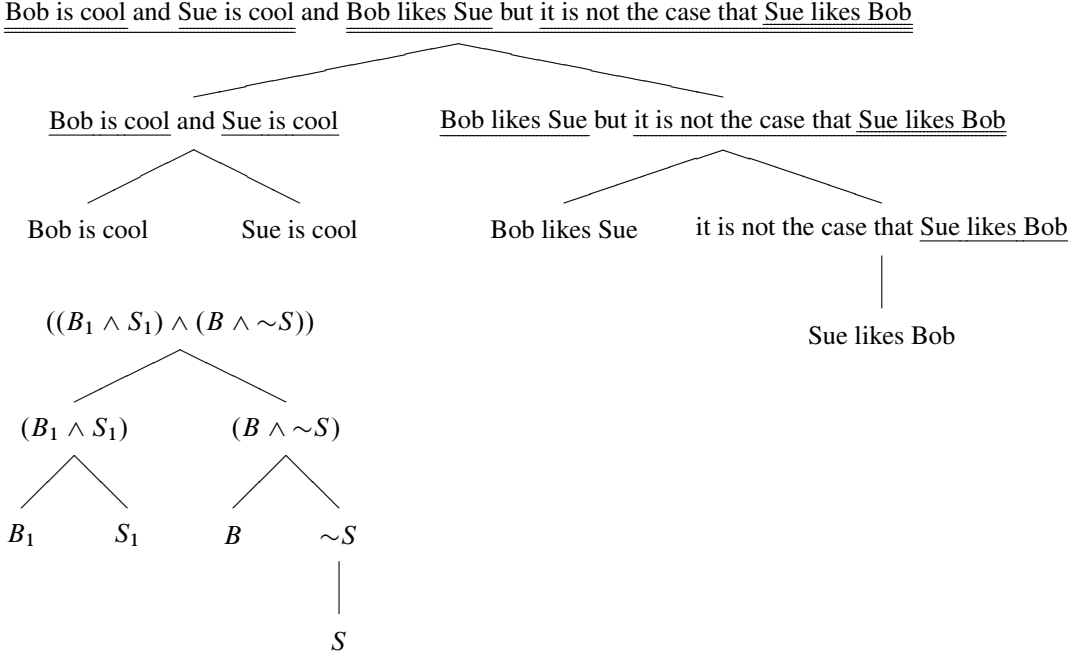 Bob is cool and Sue is cool and Bob likes Sue but it is not the case that Sue likes Bob
Bob is cool and Sue is cool
Bob likes Sue but it is not the case that Sue likes Bob
Bob is cool
Sue is cool
Bob likes Sue
it is not the case that Sue likes Bob
Sue likes Bob
((B₁ ∧ S₁) ∧ (B ∧ ∼S))
(B₁ ∧ S₁)
(B ∧ ∼S)
B₁
S₁
B
∼S
S